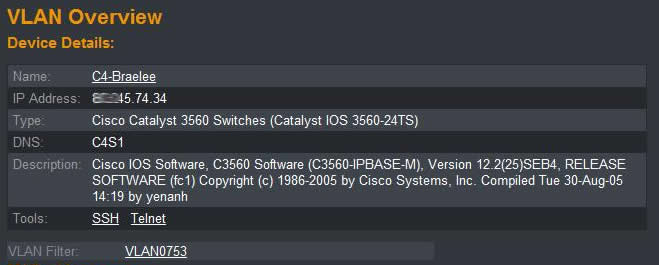 VLAN Overview
Device Details:
Name: C4-Braelee
IP Address: 45.74.34
Type: Cisco Catalyst 3560 Switches (Catalyst IOS 3560-24TS)
DNS: C4S1
Description: Cisco IOS Software, C3560 Software (C3560-IPBASE-M), Version 12.2(25)SEB4, RELEASE
SOFTWARE (fc1) Copyright (c) 1986-2005 by Cisco Systems, Inc. Compiled Tue 30-Aug-05
14:19 by yenanh
Tools: SSH Telnet
VLAN Filter: VLAN0753